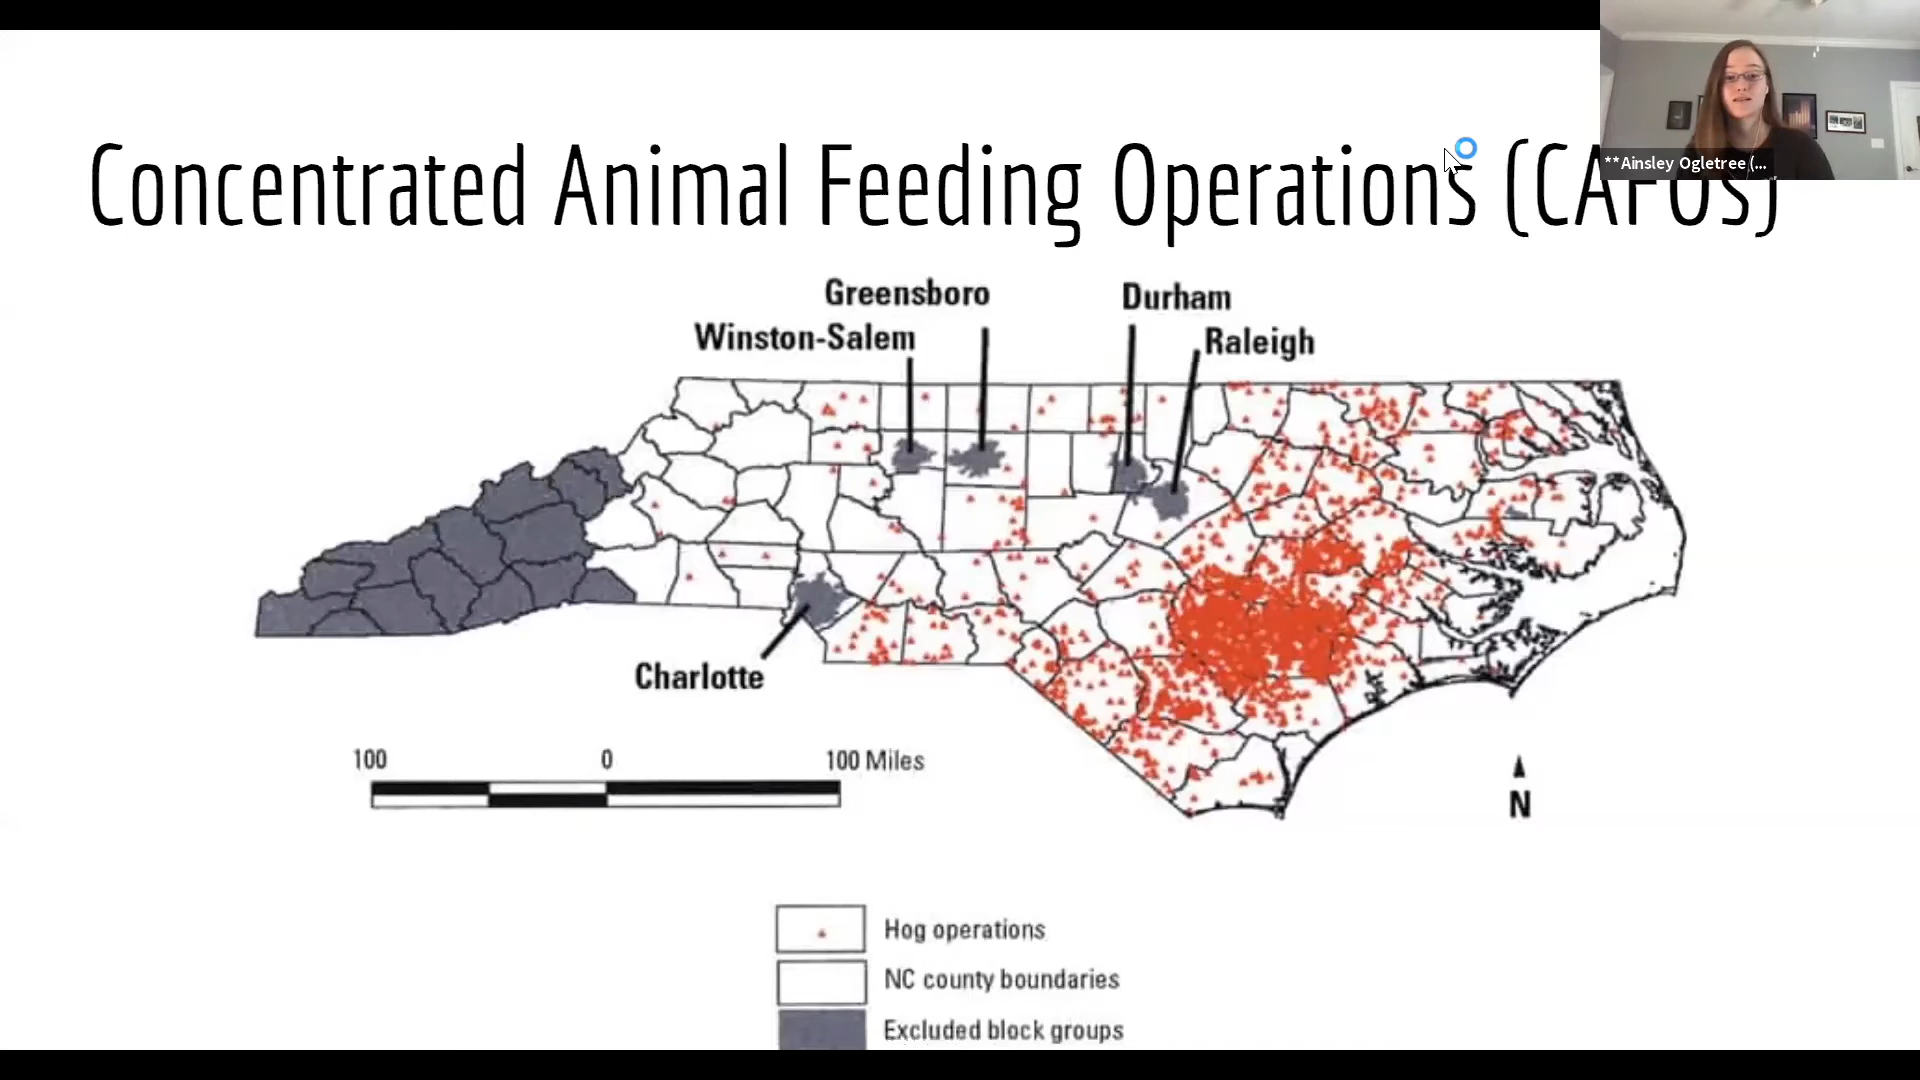 Concentrated Animal Feeding Operations (CAFOs)
**Ainsley Ogletree (...
Greensboro
Durham
Winston-Salem
Raleigh
Charlotte
100 0 100 Miles
N
Hog operations
NC county boundaries
Excluded block groups